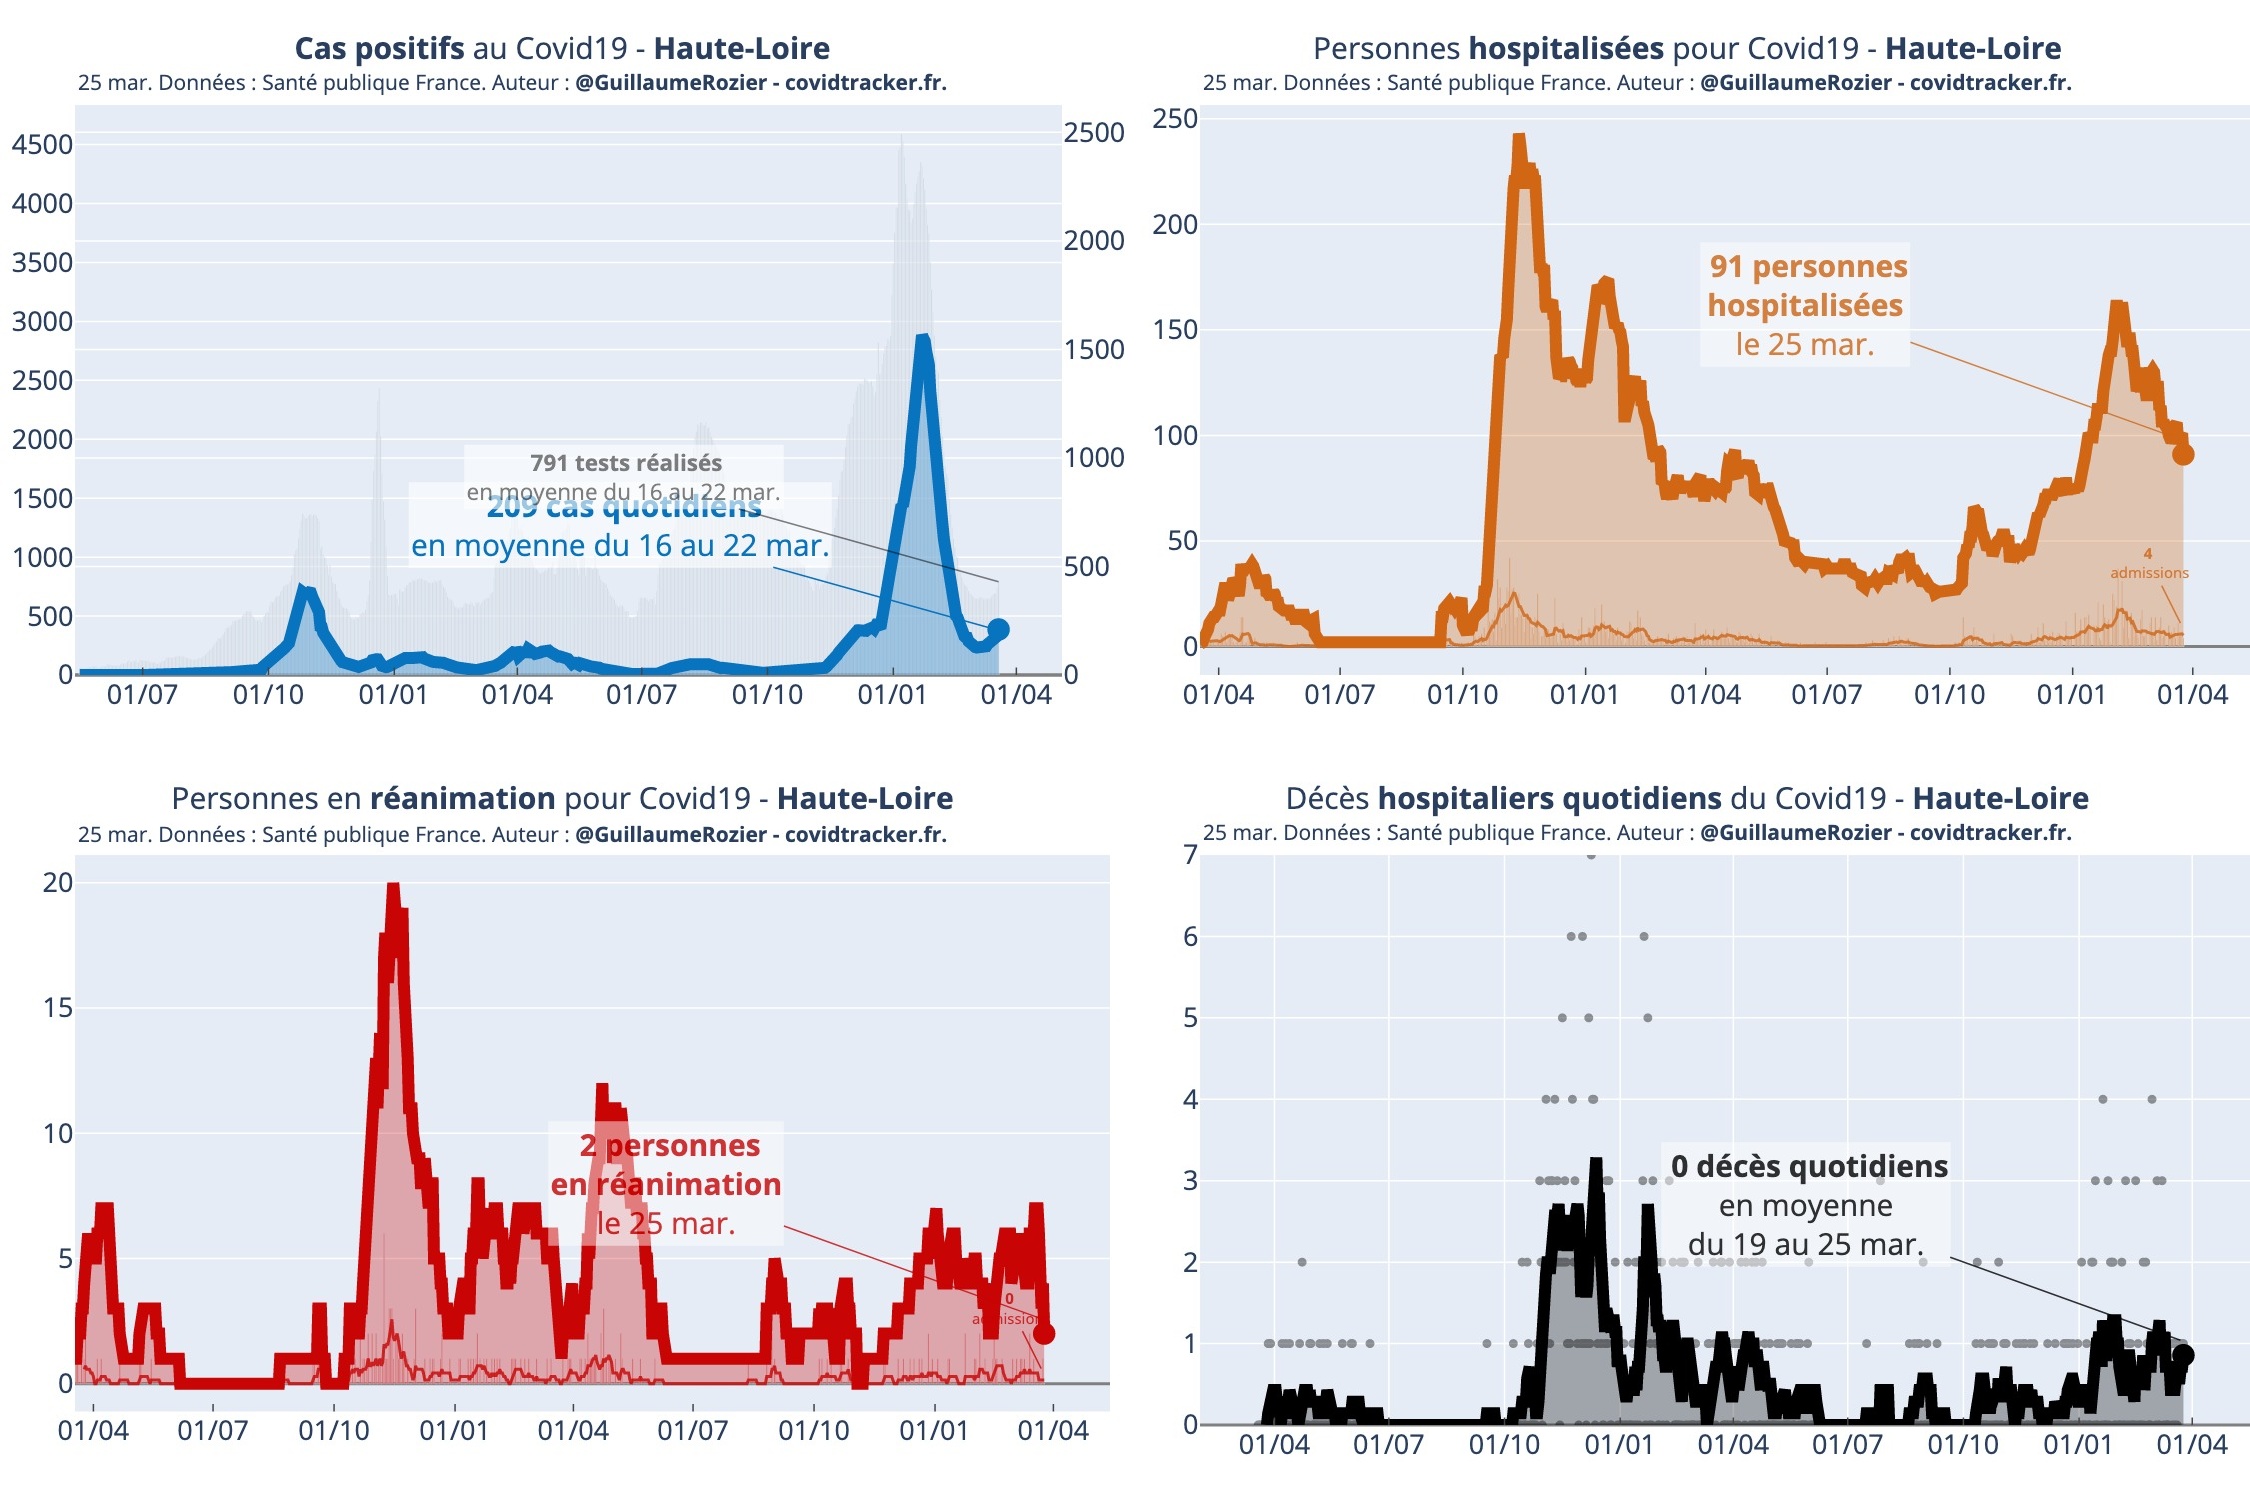 Cas positifs au Covid19 - Haute-Loire
25 mar. Données : Santé publique France. Auteur : @GuillaumeRozier - covidtracker.fr.
4500
4000
3500
3000
2500
2000
1500
1000
500
0
2500
2000
1500
1000
500
0
791 tests réalisés
en moyenne du 16 au 22 mar.
209 cas quotidiens
en moyenne du 16 au 22 mar.
01/07 01/10 01/01 01/04 01/07 01/10 01/01 01/04
Personnes hospitalisées pour Covid19 - Haute-Loire
25 mar. Données : Santé publique France. Auteur : @GuillaumeRozier - covidtracker.fr.
250
200
150
100
50
0
91 personnes
hospitalisées
le 25 mar.
4
admissions
01/04 01/07 01/10 01/01 01/04 01/07 01/10 01/01 01/04
Personnes en réanimation pour Covid19 - Haute-Loire
25 mar. Données : Santé publique France. Auteur : @GuillaumeRozier - covidtracker.fr.
20
15
10
5
0
2 personnes
en réanimation
le 25 mar.
0
admission
01/04 01/07 01/10 01/01 01/04 01/07 01/10 01/01 01/04
Décès hospitaliers quotidiens du Covid19 - Haute-Loire
25 mar. Données : Santé publique France. Auteur : @GuillaumeRozier - covidtracker.fr.
7
6
5
4
3
2
1
0
0 décès quotidiens
en moyenne
du 19 au 25 mar.
01/04 01/07 01/10 01/01 01/04 01/07 01/10 01/01 01/04